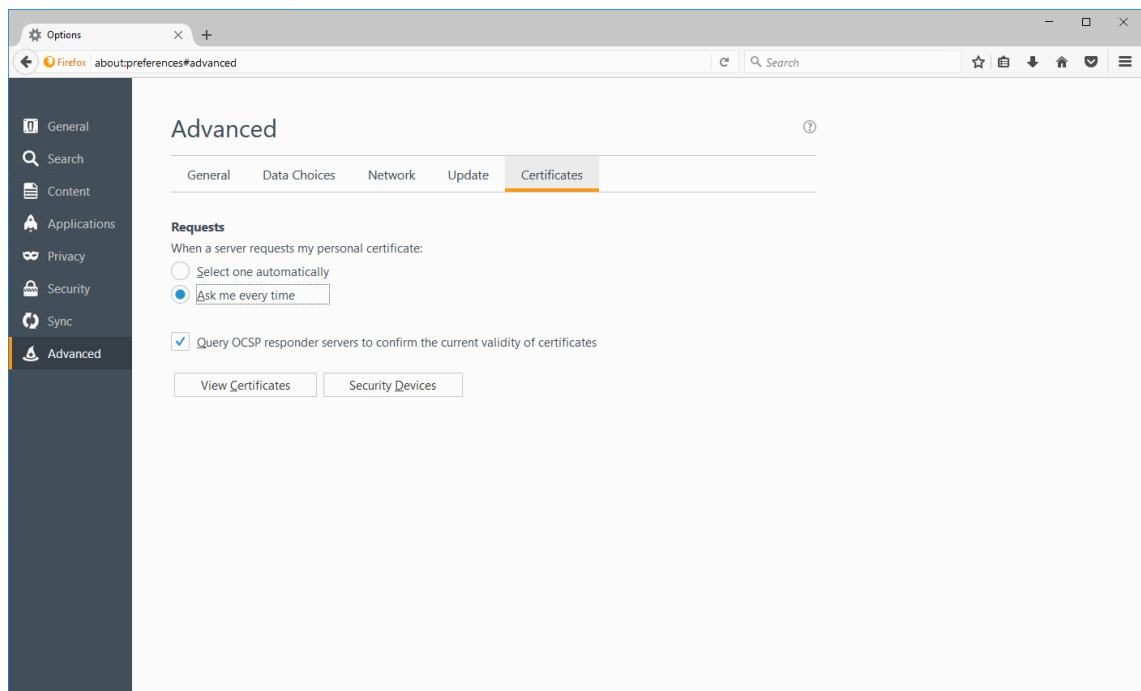 Options
Firefox about:preferences#advanced
Search
General
Search
Content
Applications
Privacy
Security
Sync
Advanced
Advanced
General Data Choices Network Update Certificates
Requests
When a server requests my personal certificate:
Select one automatically
Ask me every time
Query OCSP responder servers to confirm the current validity of certificates
View Certificates Security Devices